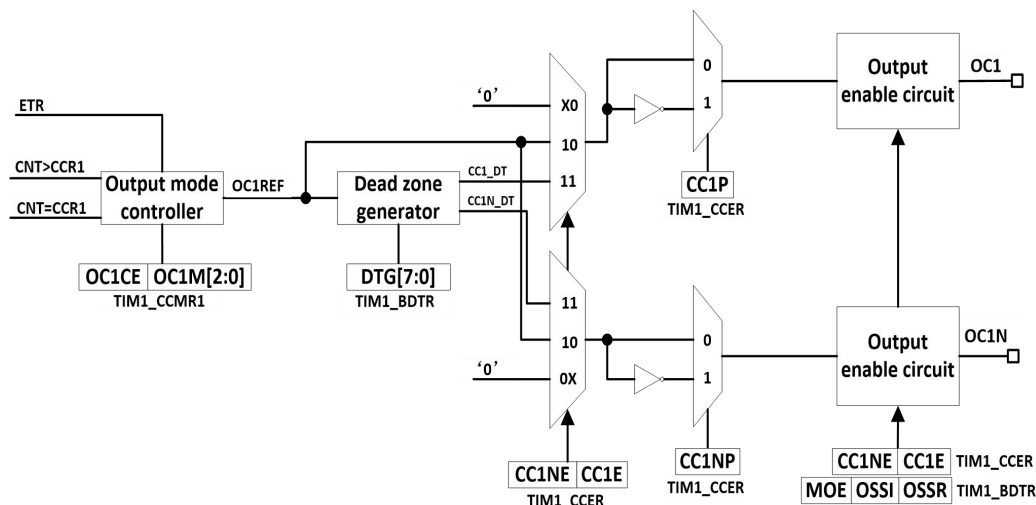 ETR
CNT>CCR1
CNT=CCR1
Output mode
controller
OC1REF
OC1CE OC1M[2:0]
TIM1_CCMR1
Dead zone
generator
DTG[7:0]
TIM1_BDTR
CC1_DT
CC1N_DT
‘0’
X0
10
11
0
1
CC1P
TIM1_CCER
Output
enable circuit
OC1
11
10
0X
‘0’
CC1NE CC1E
TIM1_CCER
0
1
CC1NP
TIM1_CCER
Output
enable circuit
OC1N
CC1NE CC1E TIM1_CCER
MOE OSSI OSSR TIM1_BDTR